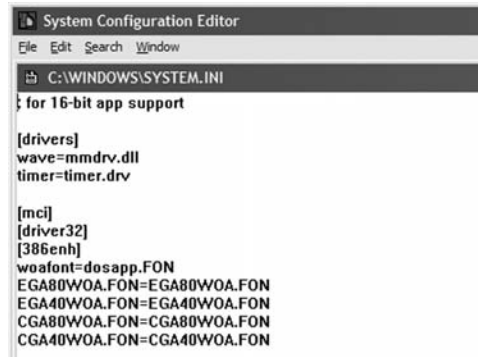 System Configuration Editor
File Edit Search Window
C:\WINDOWS\SYSTEM.INI
; for 16-bit app support
[drivers]
wave=mmdrv.dll
timer=timer.drv
[mci]
[driver32]
[386enh]
woafont=dosapp.FON
EGA80WOA.FON=EGA80WOA.FON
EGA40WOA.FON=EGA40WOA.FON
CGA80WOA.FON=CGA80WOA.FON
CGA40WOA.FON=CGA40WOA.FON